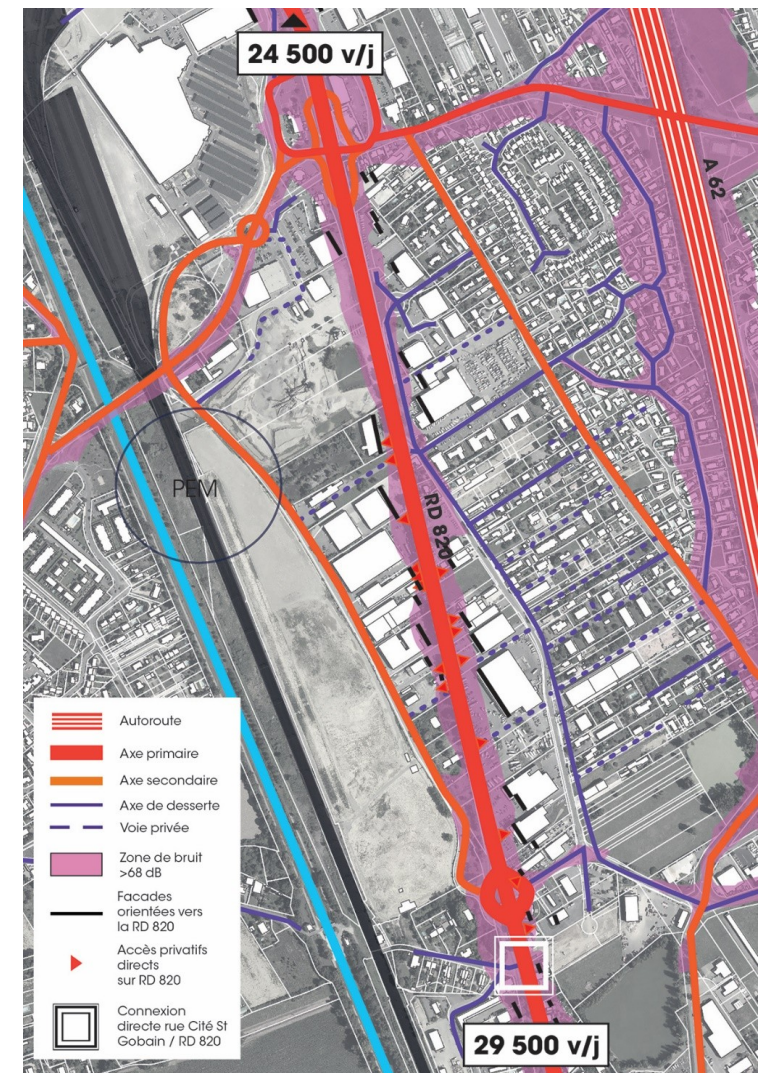 24 500 v/j
A 62
PEM
RD 820
Autoroute
Axe primaire
Axe secondaire
Axe de desserte
Voie privée
Zone de bruit
>68 dB
Facades
orientées vers
la RD 820
Accès privatifs
directs
sur RD 820
Connexion
directe rue Cité St
Gobain / RD 820
29 500 v/j